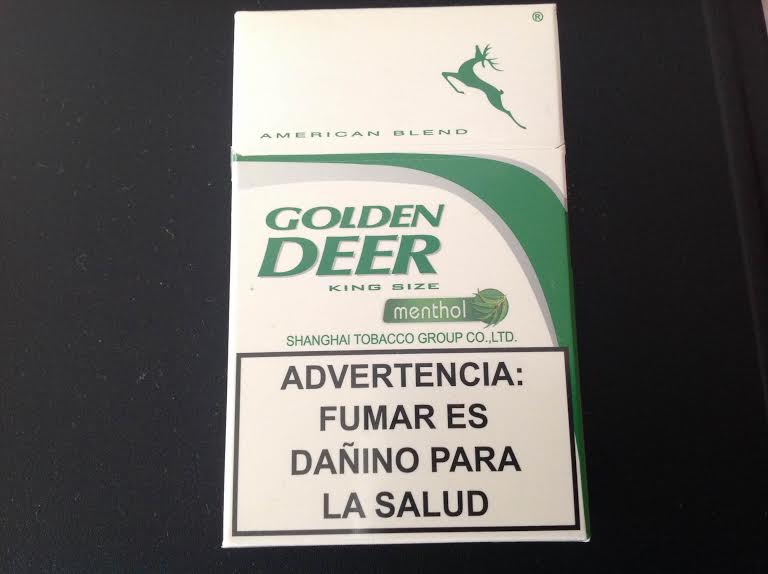 ®
AMERICAN BLEND
GOLDEN
DEER
KING SIZE
menthol
SHANGHAI TOBACCO GROUP CO.,LTD.
ADVERTENCIA:
FUMAR ES
DAÑINO PARA
LA SALUD